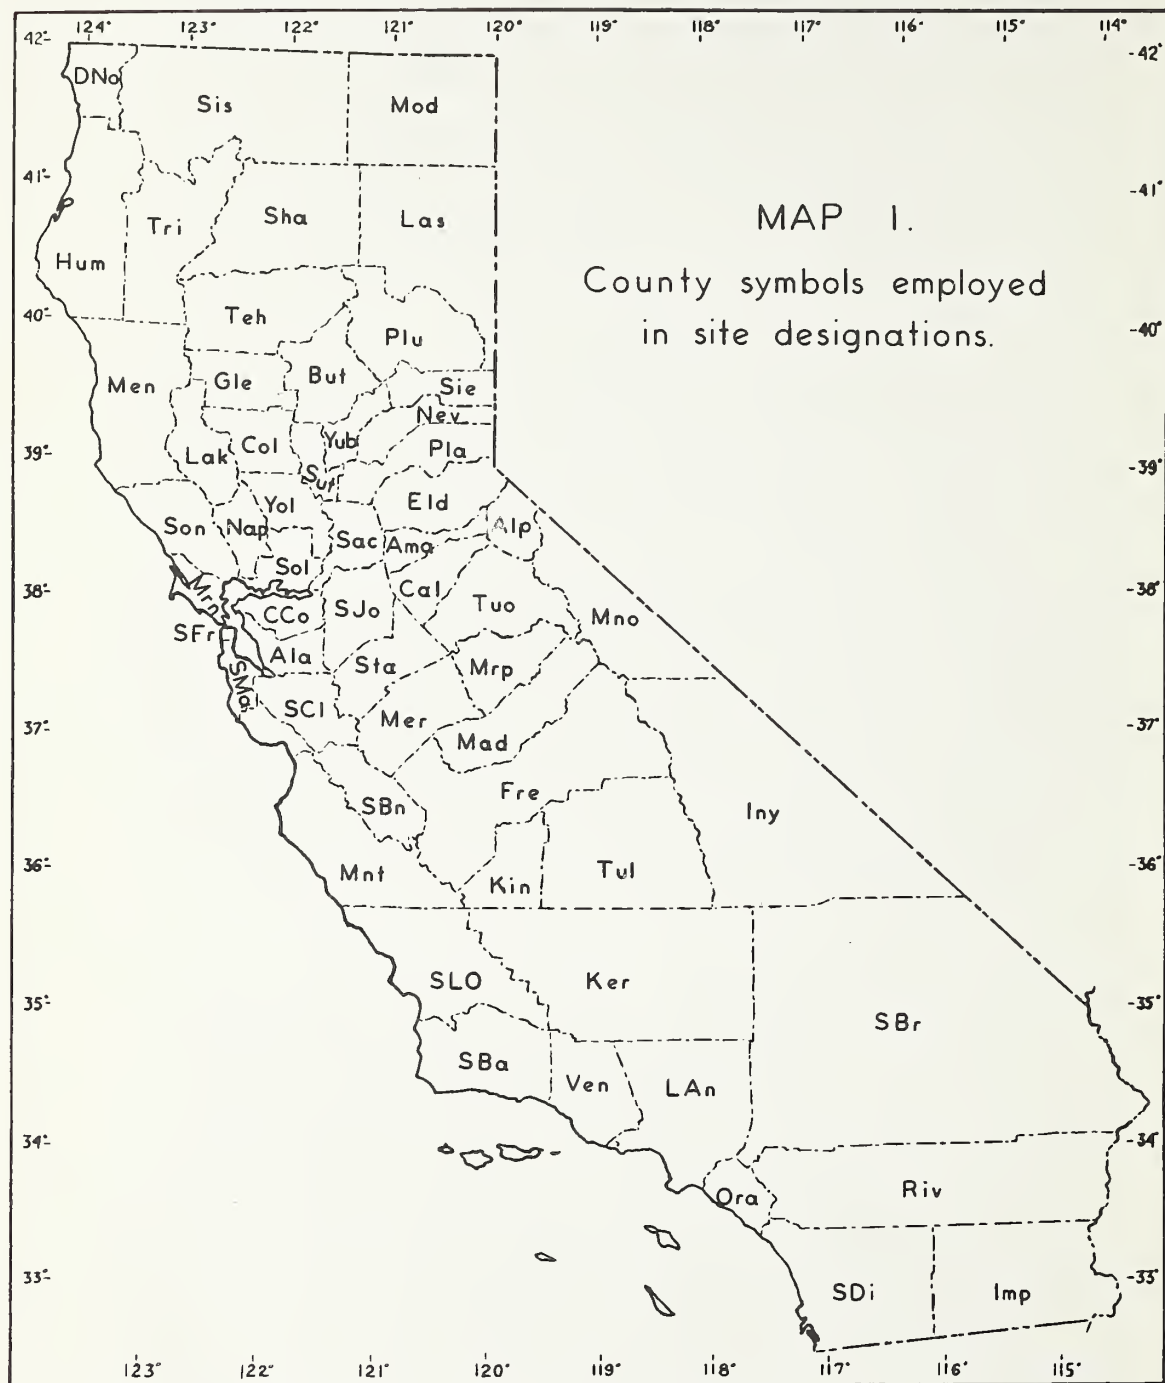 124° 123° 122° 121° 120° 119° 118° 117° 116° 115° 114°
42°- -42°
DNo Sis Mod
41°- -41°
Tri Sha Las
MAP 1.
Hum
County symbols employed
in site designations.
40°- -40°
Teh Plu
Men Gle But Sie
Nev
39°- -39°
Lak Col Yub Pla
Sut
Yol Eld
Son Nap Sac Ama Alp
Sol
38°- -38°
Mrn CCo SJo Cal Tuo Mno
SFr
Ala Sta Mrp
SMa SCl Mer
37°- -37°
Mad
SBn Fre Iny
36°- -36°
Mnt Kin Tul
SLO Ker
35°- -35°
SBr
SBa Ven LAn
34°- -34°
Ora Riv
33°- -33°
SDi Imp
123° 122° 121° 120° 119° 118° 117° 116° 115°